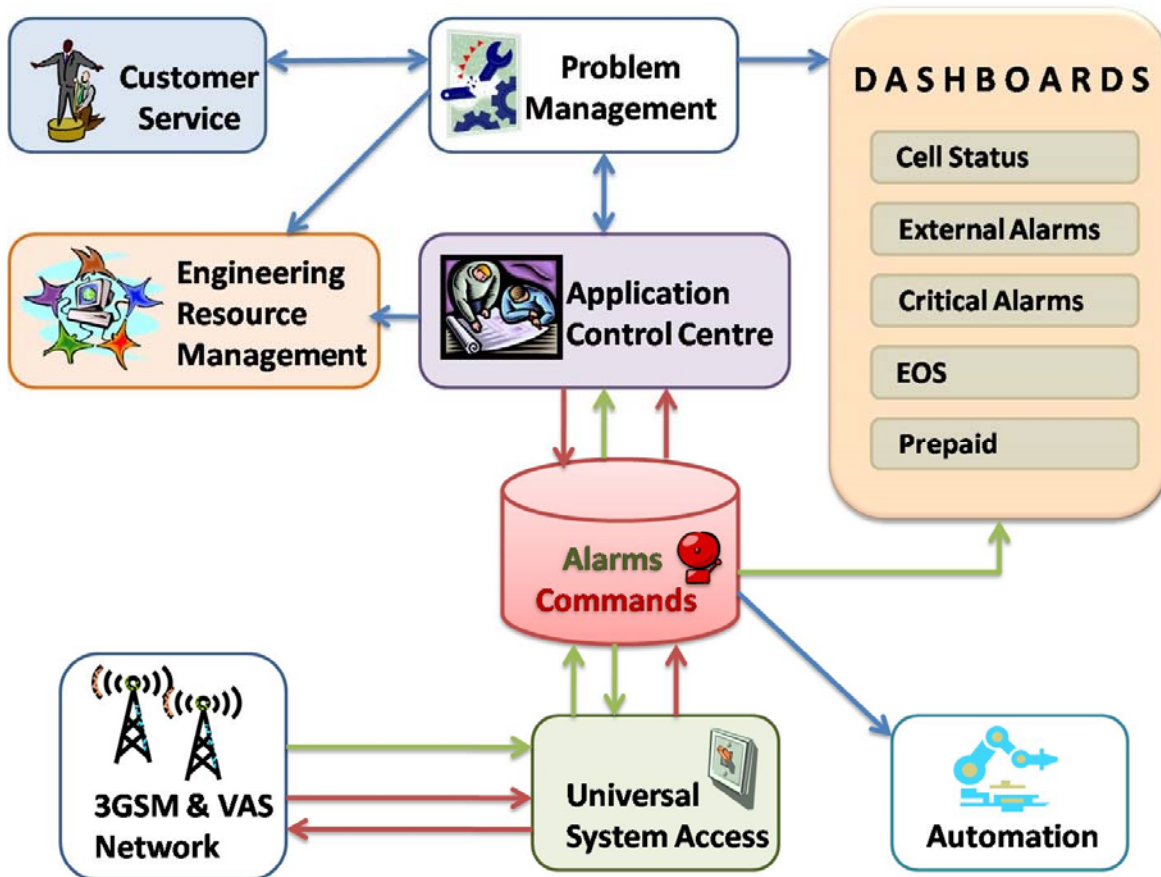 Customer
Service
Problem
Management
DASHBOARDS
Cell Status
External Alarms
Critical Alarms
EOS
Prepaid
Engineering
Resource
Management
Application
Control Centre
Alarms
Commands
3GSM & VAS
Network
Universal
System Access
Automation